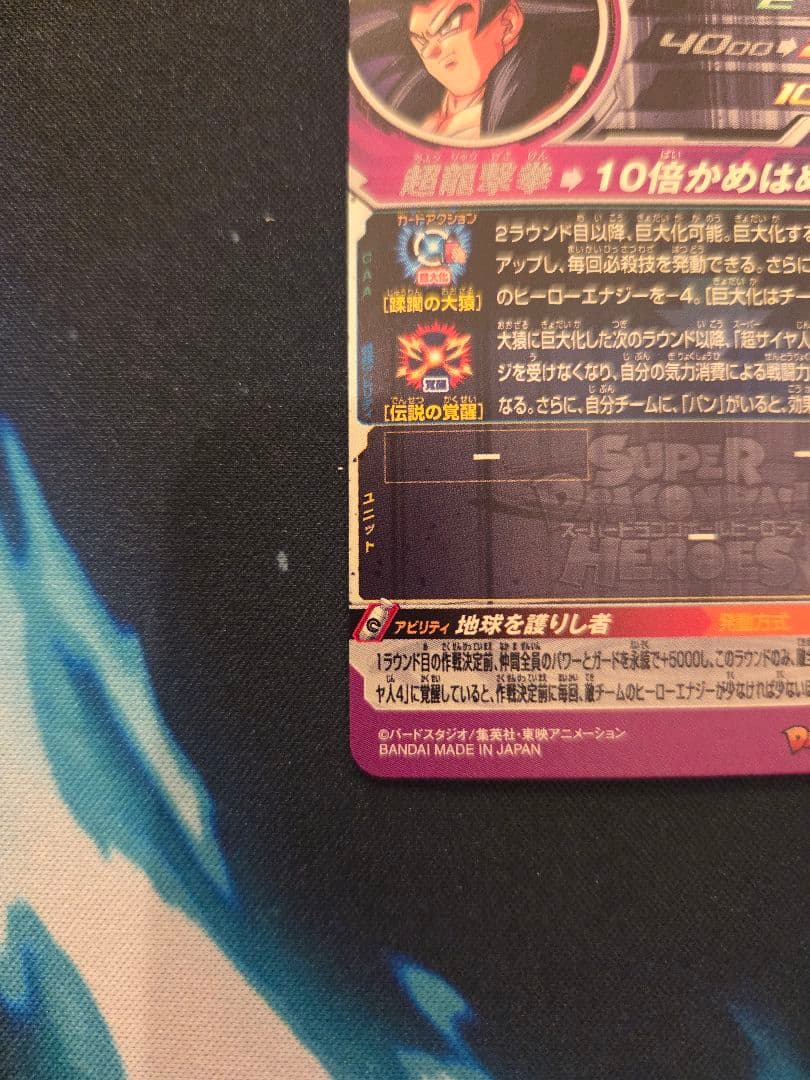 4000→
10
超龍撃拳➡10倍かめはめ
カードアクション
CAA
2ラウンド目以降、巨大化可能。巨大化する
巨大化
アップし、毎回必殺技を発動できる。さらに
[蹂躙の大猿]
のヒーローエナジーを-4。[巨大化はチー
大猿に巨大化した次のラウンド以降、「超サイヤ人
覚醒
ジを受けなくなり、自分の気力消費による戦闘力
[伝説の覚醒]
なる。さらに、自分チームに、「パン」がいると、効果
ユニット
SUPER
DRAGON BALL
スーパードラゴンボールヒーローズ
HEROES
アビリティ 地球を護りし者
発動方式
1ラウンド目の作戦決定前、仲間全員のパワーとガードを永続で+5000し、このラウンドのみ、敵全
ヤ人4」に覚醒していると、作戦決定前に毎回、敵チームのヒーローエナジーが少なければ少ない
©バードスタジオ/集英社・東映アニメーション
BANDAI MADE IN JAPAN